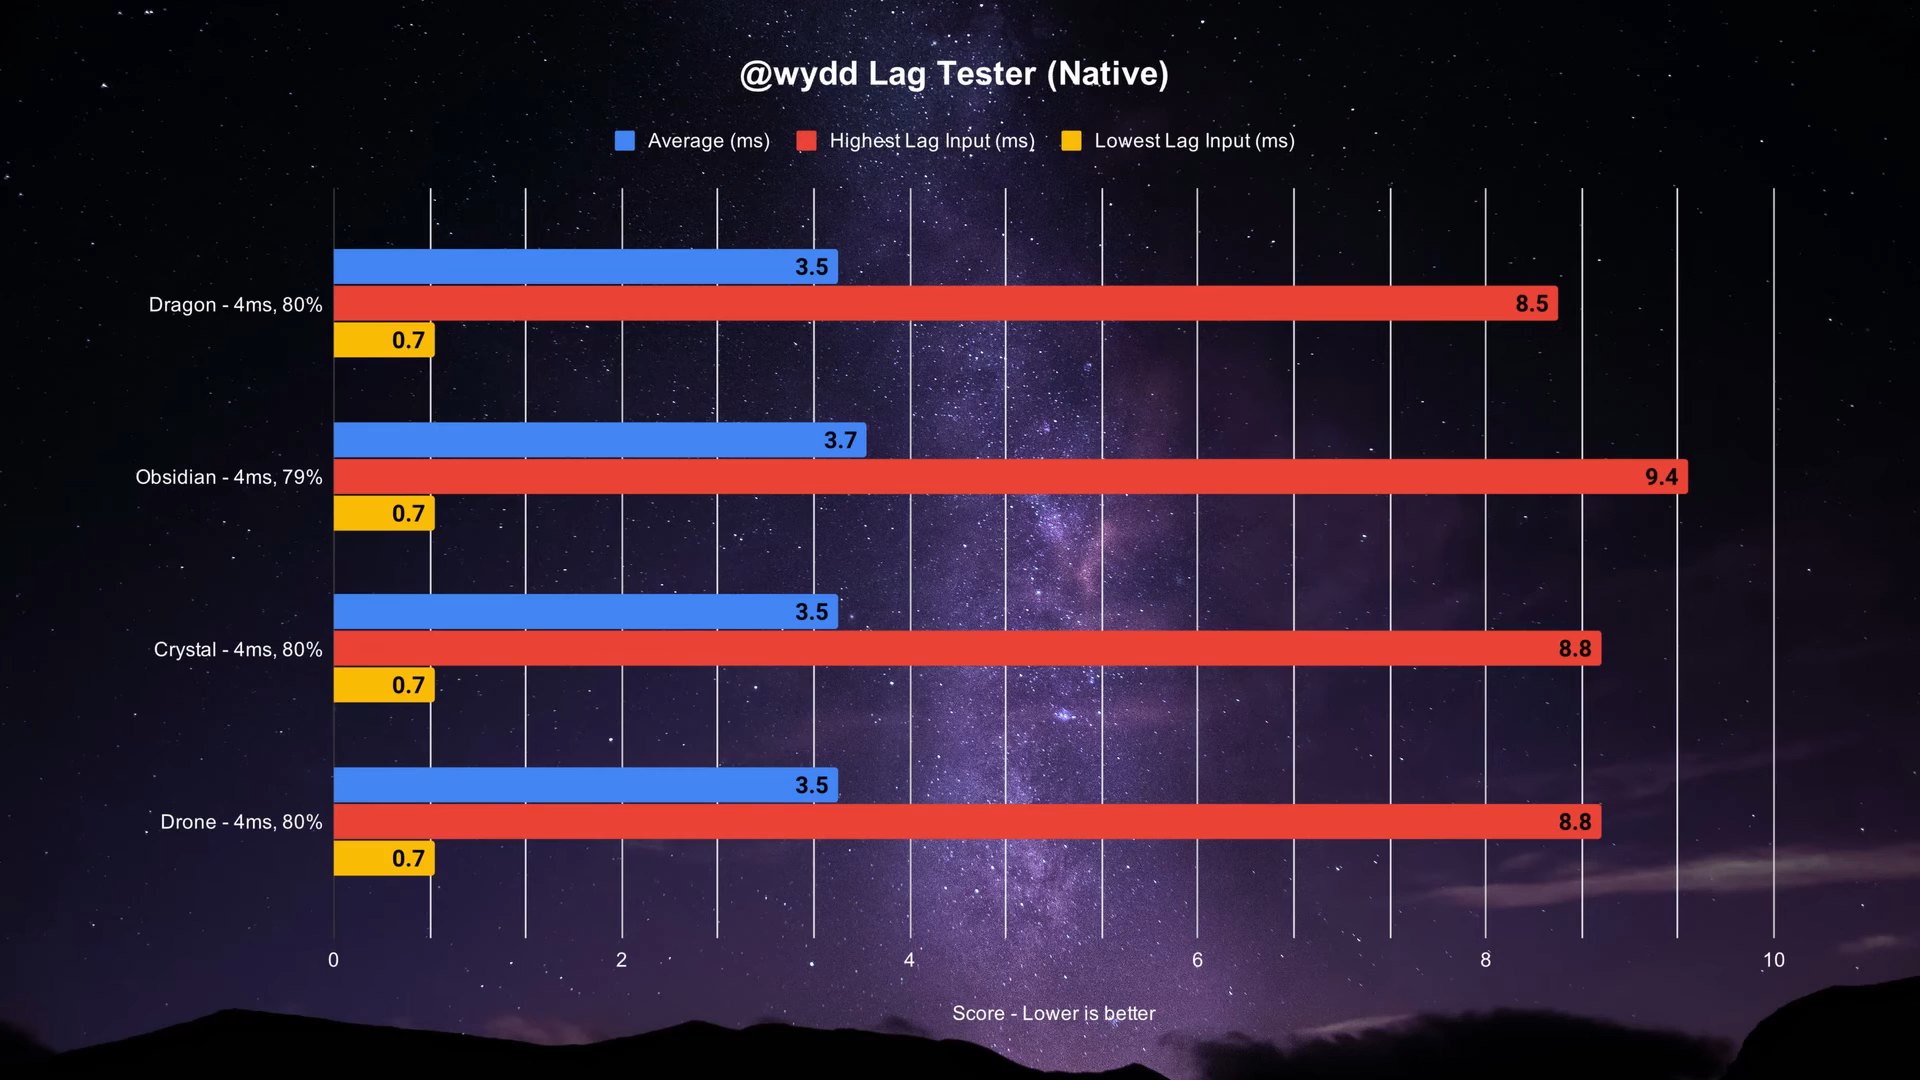 @wydd Lag Tester (Native)
Average (ms) Highest Lag Input (ms) Lowest Lag Input (ms)
3.5
Dragon - 4ms, 80% 8.5
0.7
3.7
Obsidian - 4ms, 79% 9.4
0.7
3.5
Crystal - 4ms, 80% 8.8
0.7
3.5
Drone - 4ms, 80% 8.8
0.7
0 2 4 6 8 10
Score - Lower is better